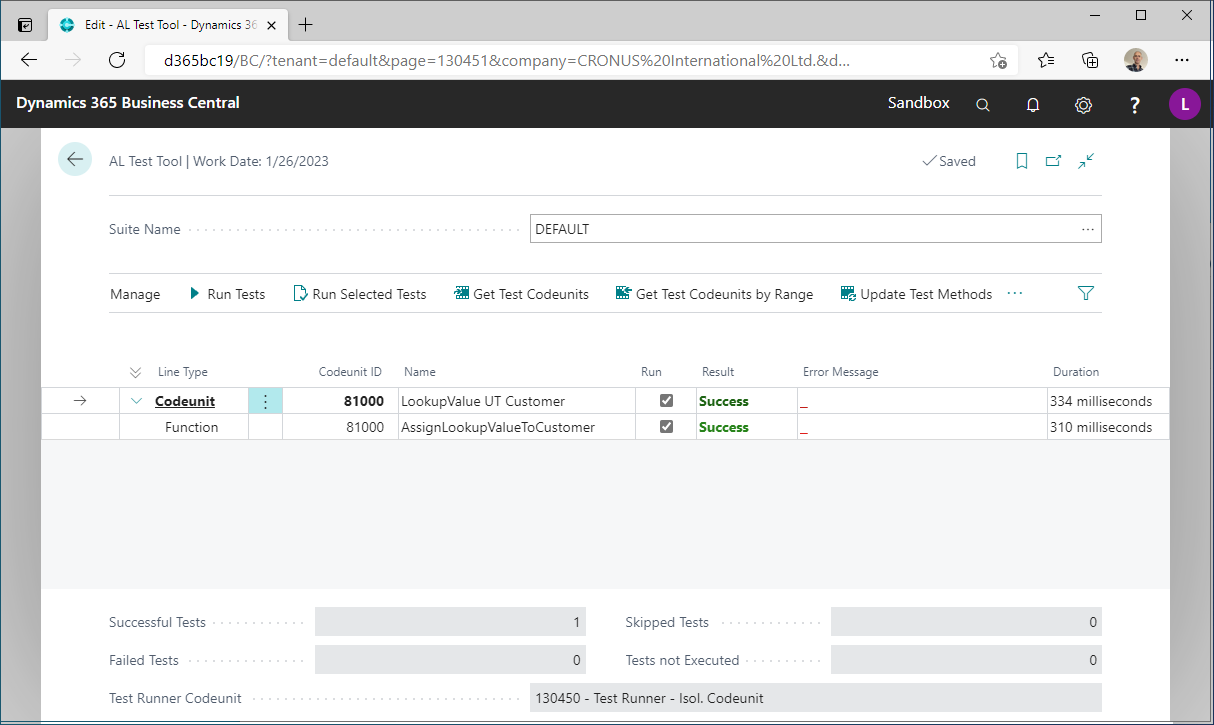 Edit - AL Test Tool - Dynamics 36
d365bc19/BC/?tenant=default&page=130451&company=CRONUS%20International%20Ltd.&d...
Dynamics 365 Business Central
Sandbox
?
L
AL Test Tool | Work Date: 1/26/2023
Saved
Suite Name
DEFAULT
Manage Run Tests Run Selected Tests Get Test Codeunits Get Test Codeunits by Range Update Test Methods
Line Type Codeunit ID Name Run Result Error Message Duration
Codeunit 81000 LookupValue UT Customer Success _ 334 milliseconds
Function 81000 AssignLookupValueToCustomer Success _ 310 milliseconds
Successful Tests 1 Skipped Tests 0
Failed Tests 0 Tests not Executed 0
Test Runner Codeunit 130450 - Test Runner - Isol. Codeunit